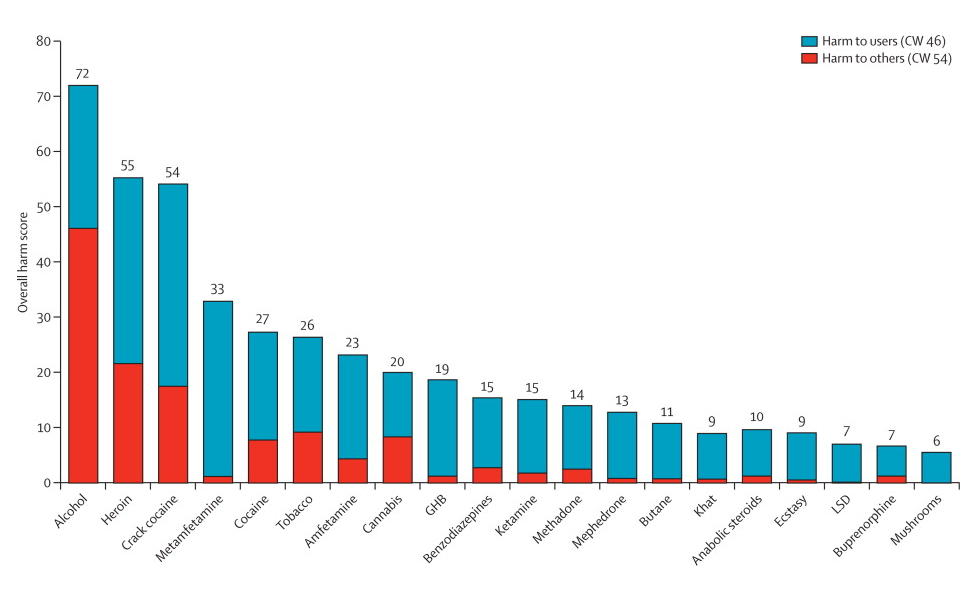 Harm to users (CW 46)
Harm to others (CW 54)
Overall harm score
80
70
60
50
40
30
20
10
0
72
55
54
33
27
26
23
20
19
15
15
14
13
11
9
10
9
7
7
6
Alcohol
Heroin
Crack cocaine
Metamfetamine
Cocaine
Tobacco
Amfetamine
Cannabis
GHB
Benzodiazepines
Ketamine
Methadone
Mephedrone
Butane
Khat
Anabolic steroids
Ecstasy
LSD
Buprenorphine
Mushrooms